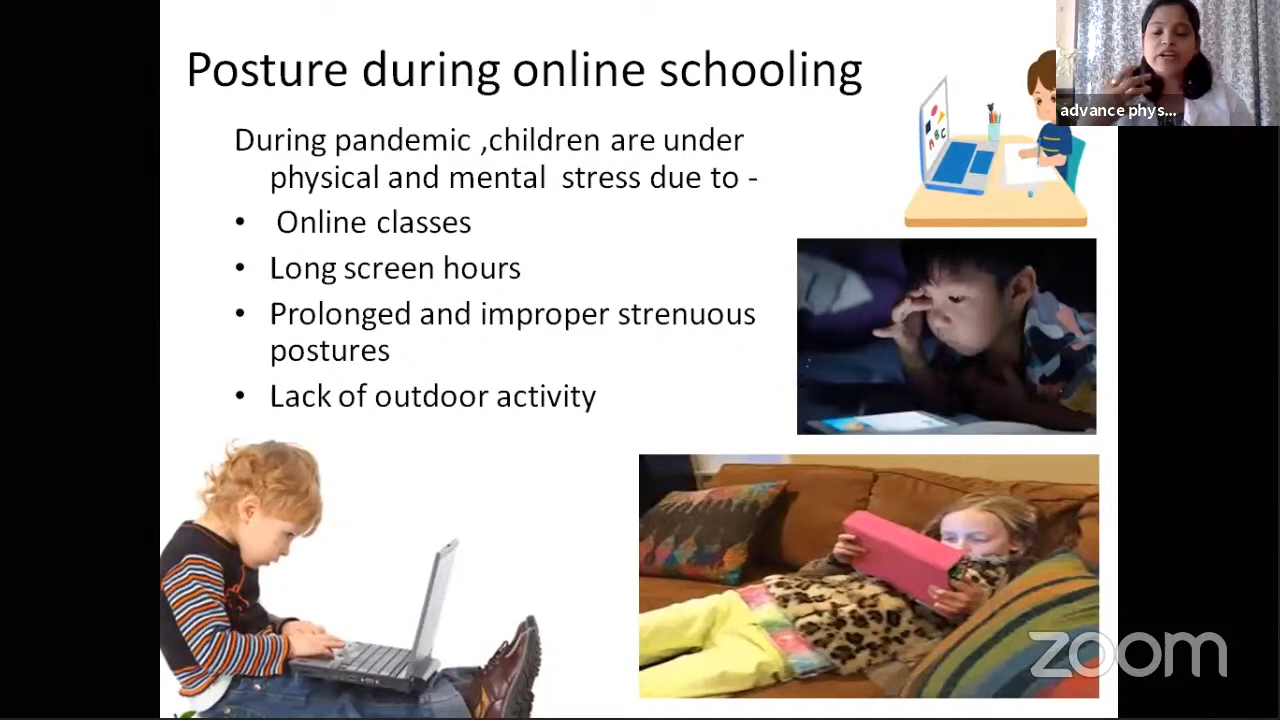 Posture during online schooling
advance phys...
During pandemic ,children are under
physical and mental stress due to -
• Online classes
• Long screen hours
• Prolonged and improper strenuous
postures
• Lack of outdoor activity
zoom